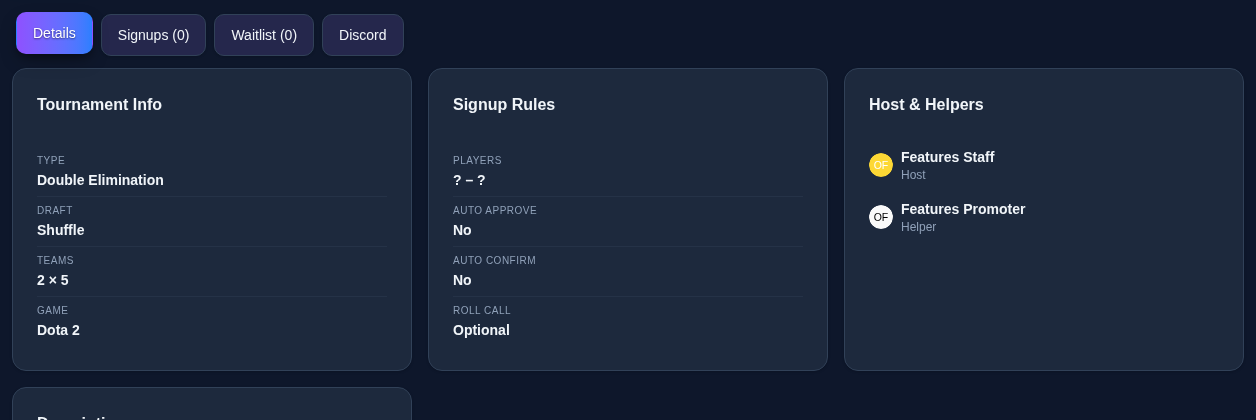 Details
Signups (0)
Waitlist (0)
Discord
Tournament Info
TYPE
Double Elimination
DRAFT
Shuffle
TEAMS
2 × 5
GAME
Dota 2
Signup Rules
PLAYERS
? – ?
AUTO APPROVE
No
AUTO CONFIRM
No
ROLL CALL
Optional
Host & Helpers
OF
Features Staff
Host
OF
Features Promoter
Helper